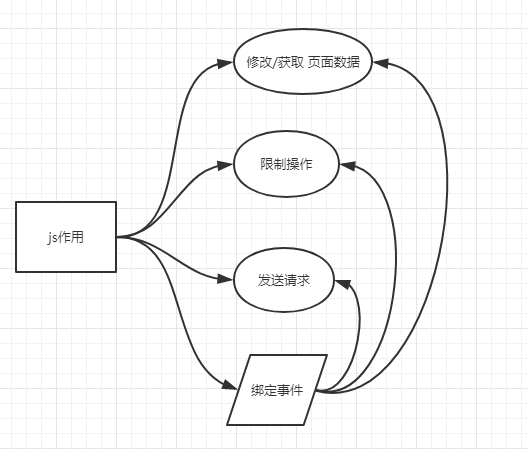 修改/获取 页面数据
限制操作
js作用
发送请求
绑定事件